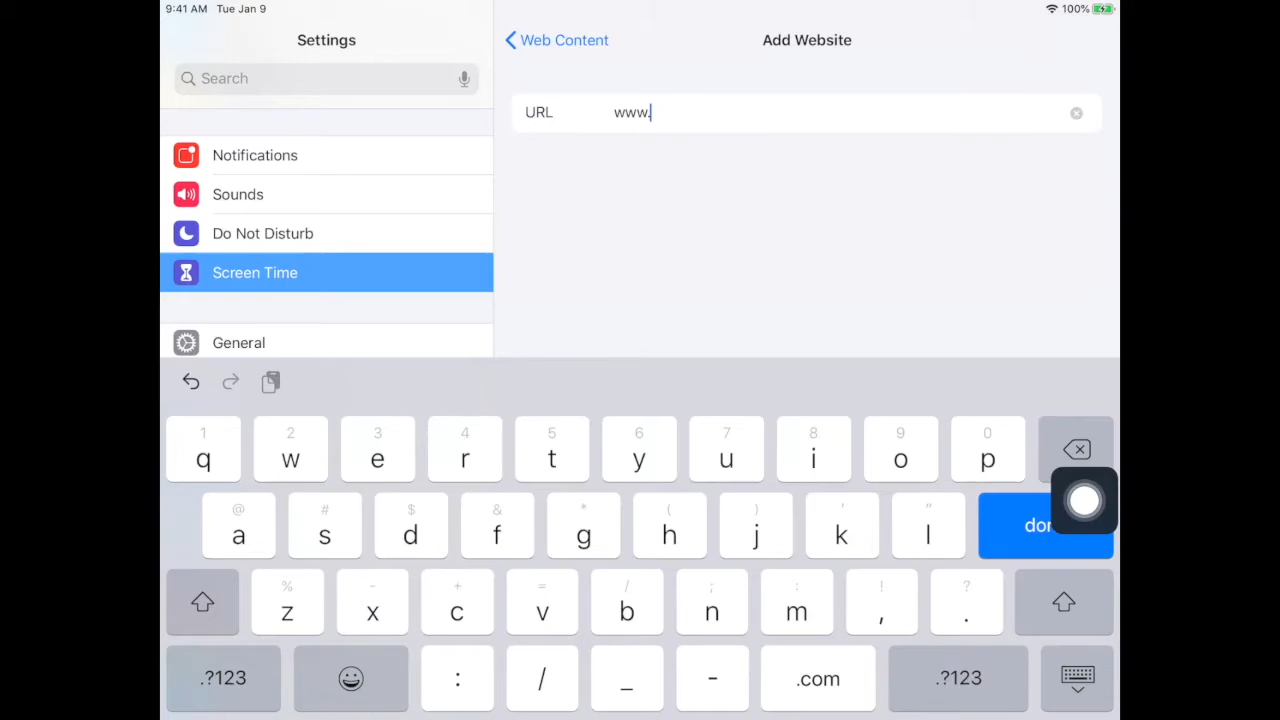 9:41 AM Tue Jan 9
100%
Settings
Search
Notifications
Sounds
Do Not Disturb
Screen Time
General
Web Content
Add Website
URL www.
1 2 3 4 5 6 7 8 9 0
q w e r t y u i o p
@ # $ & * ( ) ' "
a s d f g h j k l
% - + = / ; : ! ?
z x c v b n m , .
.?123 : / _ - .com .?123